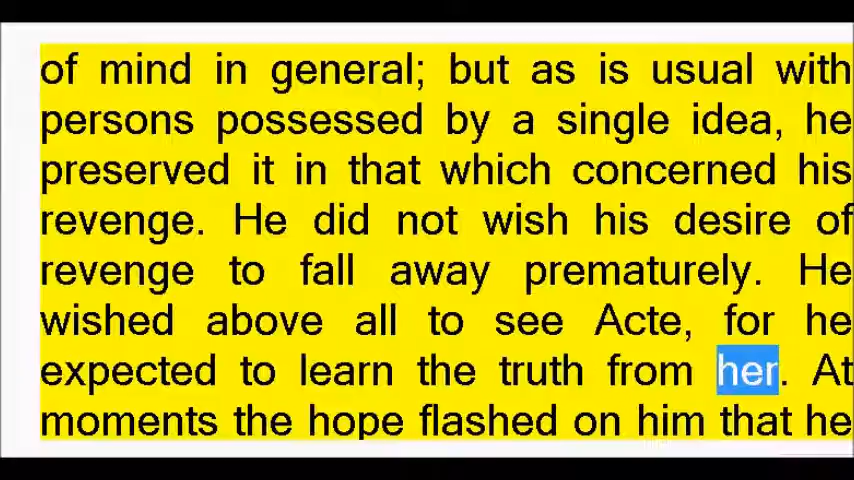 of mind in general; but as is usual with
persons possessed by a single idea, he
preserved it in that which concerned his
revenge. He did not wish his desire of
revenge to fall away prematurely. He
wished above all to see Acte, for he
expected to learn the truth from her. At
moments the hope flashed on him that he